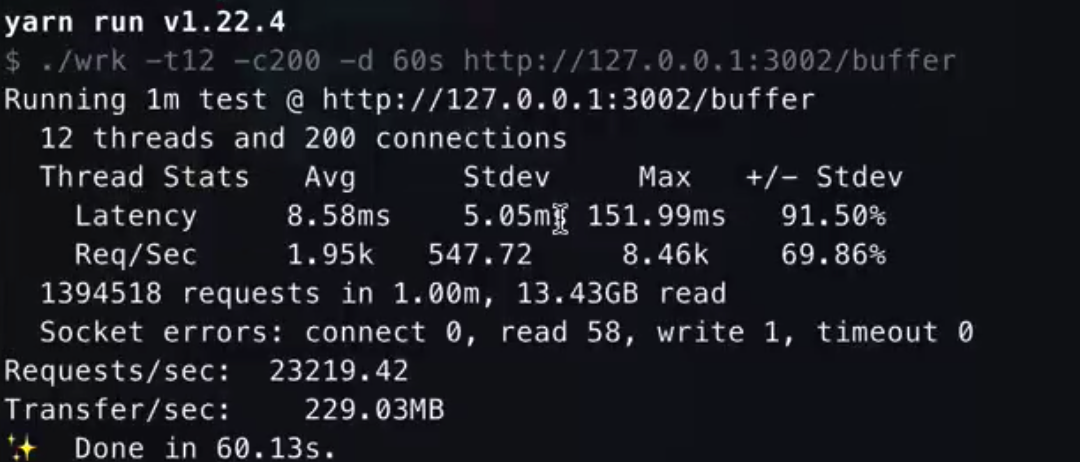 yarn run v1.22.4
$ ./wrk -t12 -c200 -d 60s http://127.0.0.1:3002/buffer
Running 1m test @ http://127.0.0.1:3002/buffer
12 threads and 200 connections
Thread Stats Avg Stdev Max +/- Stdev
Latency 8.58ms 5.05ms 151.99ms 91.50%
Req/Sec 1.95k 547.72 8.46k 69.86%
1394518 requests in 1.00m, 13.43GB read
Socket errors: connect 0, read 58, write 1, timeout 0
Requests/sec: 23219.42
Transfer/sec: 229.03MB
✨ Done in 60.13s.